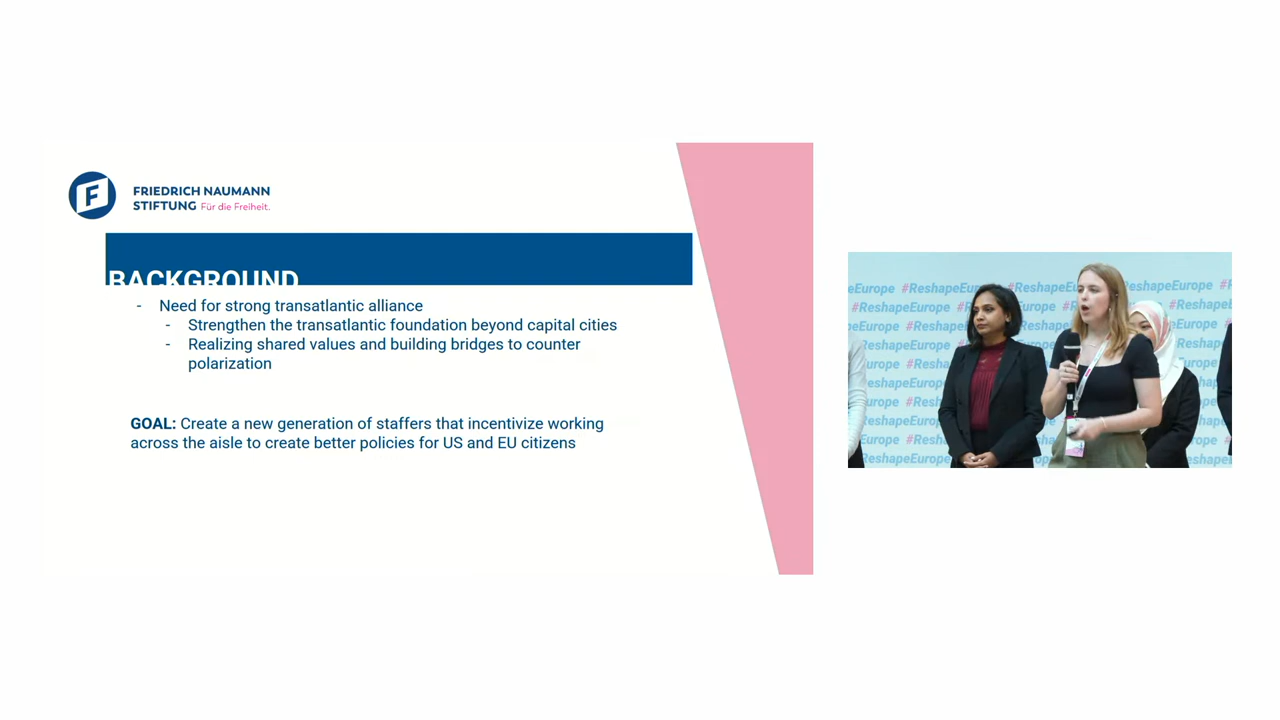 FRIEDRICH NAUMANN
STIFTUNG Für die Freiheit.
BACKGROUND
- Need for strong transatlantic alliance
- Strengthen the transatlantic foundation beyond capital cities
- Realizing shared values and building bridges to counter
polarization
GOAL: Create a new generation of staffers that incentivize working
across the aisle to create better policies for US and EU citizens
#ReshapeEurope #ReshapeEurope
#ReshapeEurope